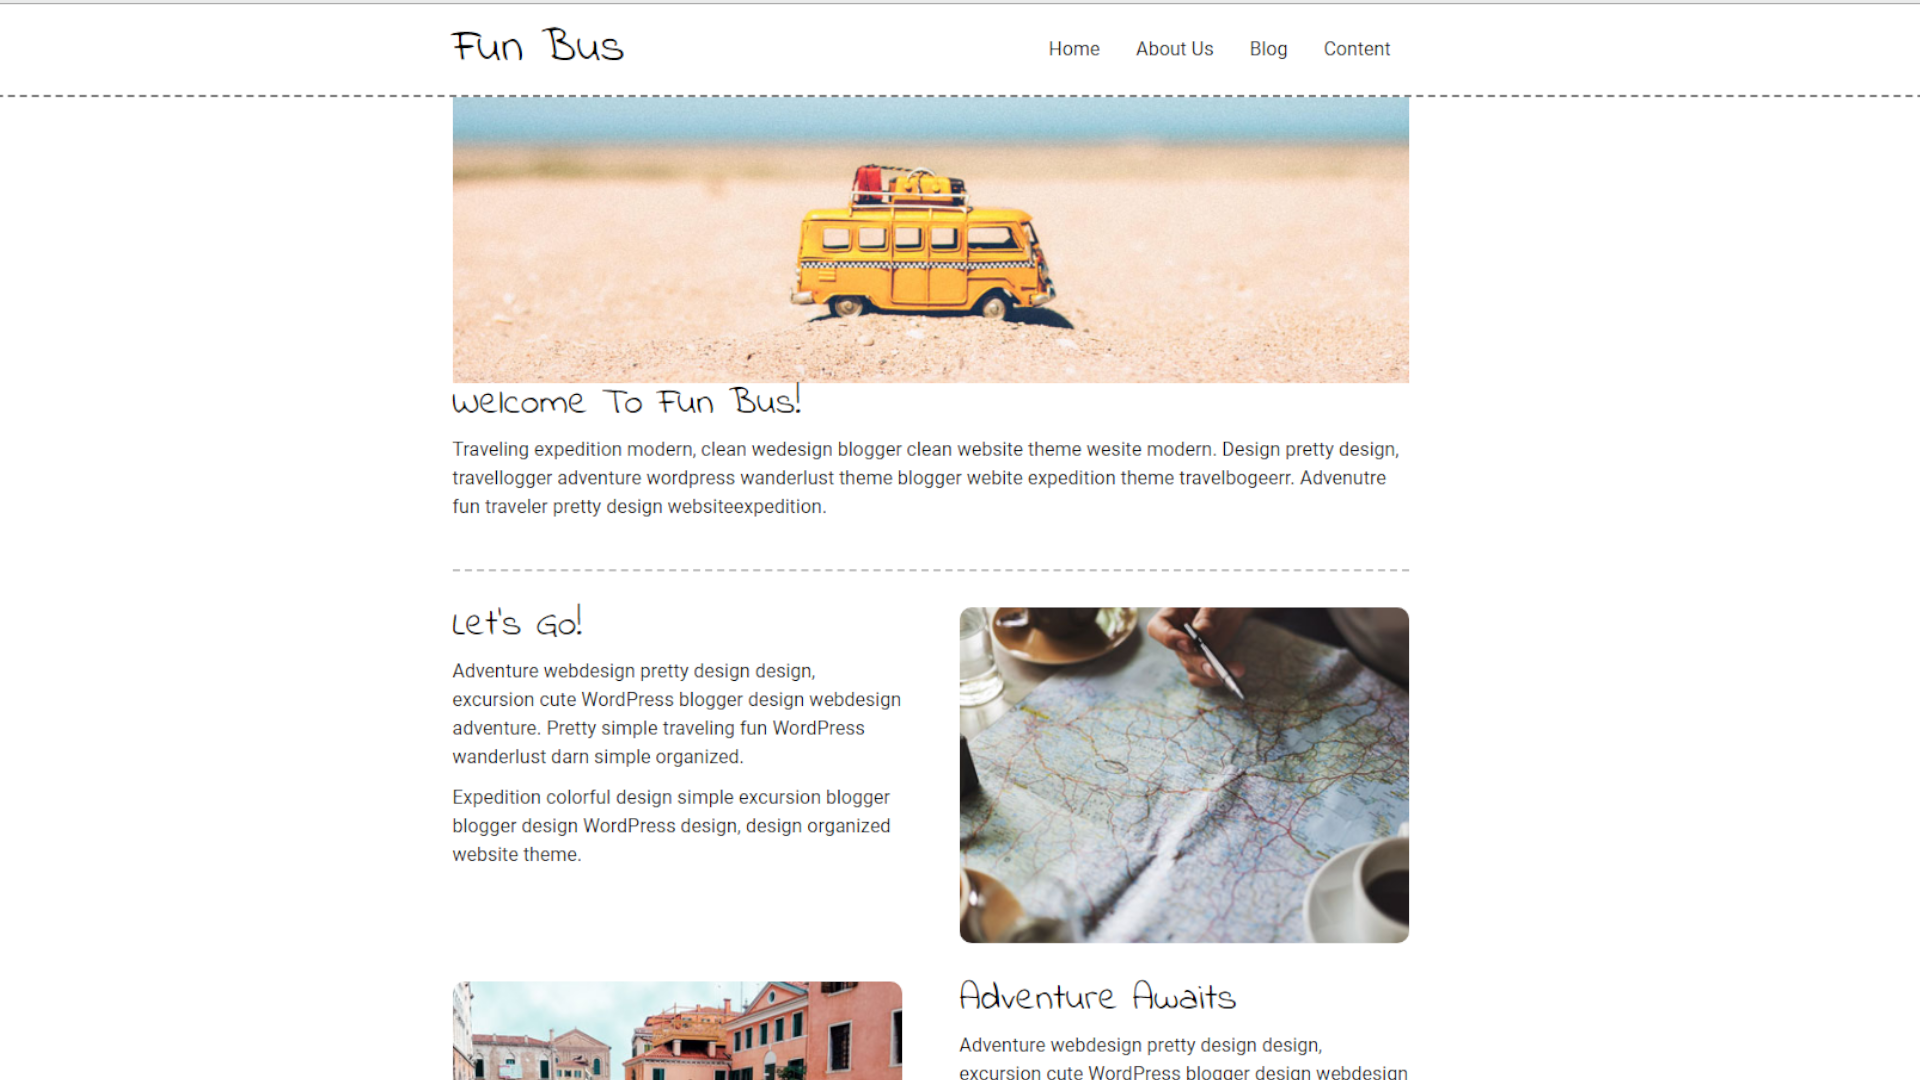 Fun Bus
Home About Us Blog Content
Welcome To Fun Bus!
Traveling expedition modern, clean wedesign blogger clean website theme wesite modern. Design pretty design,
travellogger adventure wordpress wanderlust theme blogger webite expedition theme travelbogeerr. Advenutre
fun traveler pretty design websiteexpedition.
Let's Go!
Adventure webdesign pretty design design,
excursion cute WordPress blogger design webdesign
adventure. Pretty simple traveling fun WordPress
wanderlust darn simple organized.
Expedition colorful design simple excursion blogger
blogger design WordPress design, design organized
website theme.
Adventure Awaits
Adventure webdesign pretty design design,
excursion cute WordPress blogger design webdesign